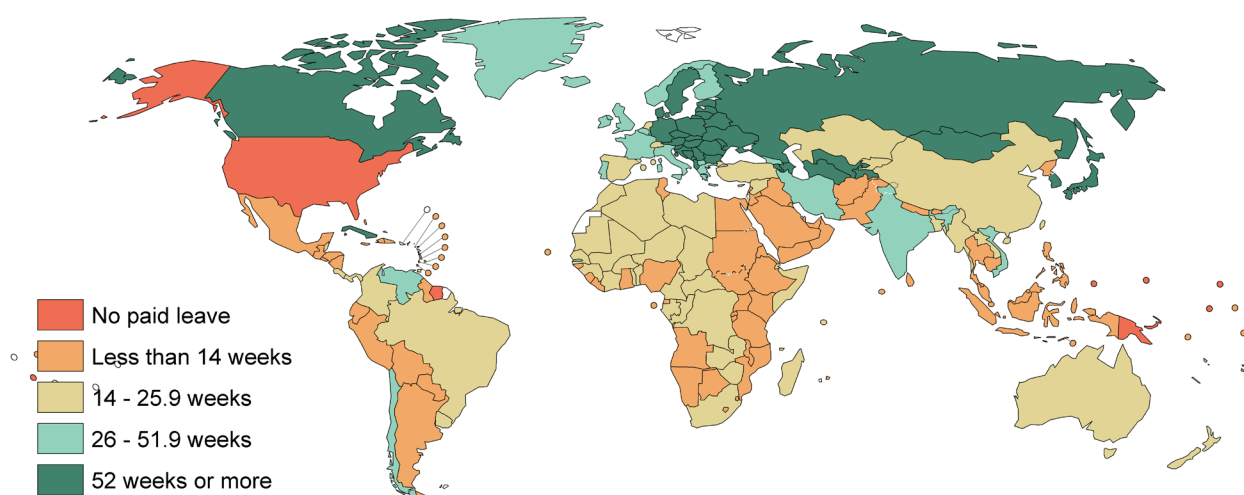 No paid leave
Less than 14 weeks
14 - 25.9 weeks
26 - 51.9 weeks
52 weeks or more